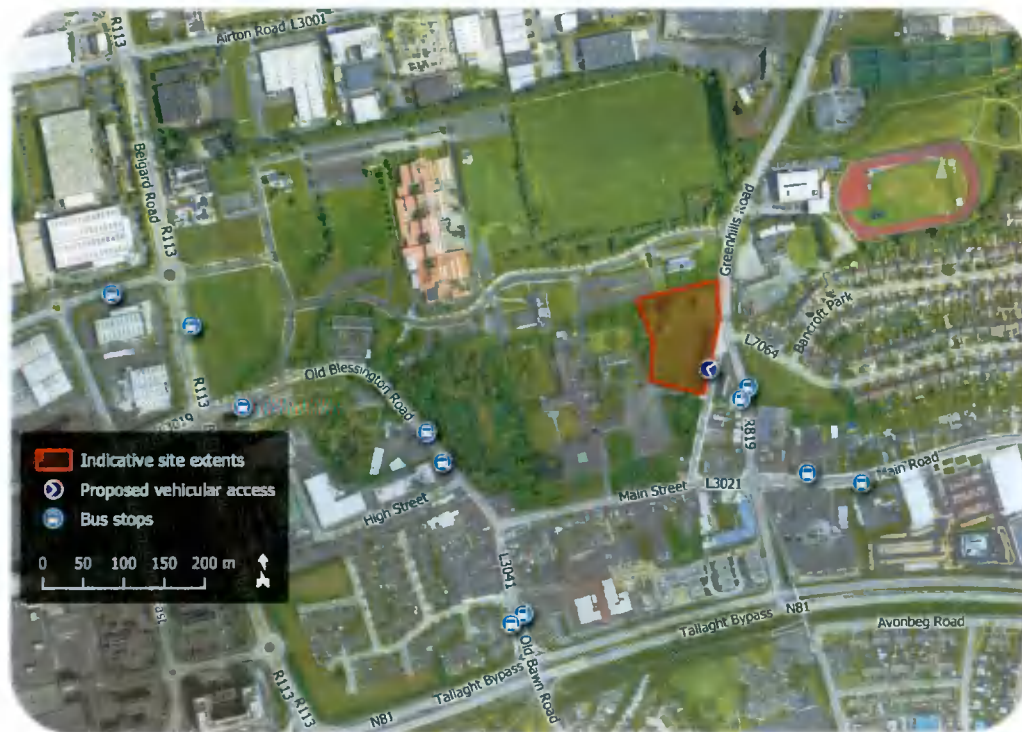 R113
Airton Road L3001
Belgard Road
R113
Greenhills Road
Bancroft Park
L7064
R113
Old Blessington Road
R819
Main Road
Main Street
L3021
High Street
Indicative site extents
Proposed vehicular access
Bus stops
0 50 100 150 200 m
L3041
N81
Tallaght Bypass
Avonbeg Road
Old Bawn Road
Tallaght Bypass
R113
R113
N81